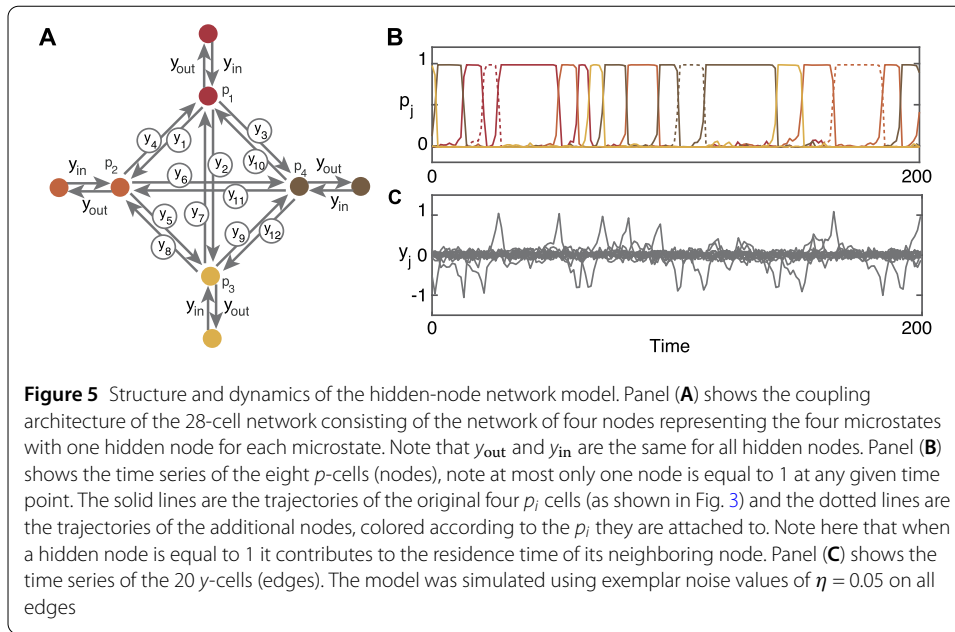 A
y_out y_in
p_1
y_4 y_1 y_3
p_2 y_2 y_10 p_4
y_in y_6 y_out
y_out y_11 y_in
y_5 y_7 y_9 y_12
y_8
p_3
y_in y_out
B
1
p_j
0
0 200
C
1
y_j 0
-1
0 200
Time
Figure 5 Structure and dynamics of the hidden-node network model. Panel (A) shows the coupling
architecture of the 28-cell network consisting of the network of four nodes representing the four microstates
with one hidden node for each microstate. Note that y_out and y_in are the same for all hidden nodes. Panel (B)
shows the time series of the eight p-cells (nodes), note at most only one node is equal to 1 at any given time
point. The solid lines are the trajectories of the original four p_i cells (as shown in Fig. 3) and the dotted lines are
the trajectories of the additional nodes, colored according to the p_i they are attached to. Note here that when
a hidden node is equal to 1 it contributes to the residence time of its neighboring node. Panel (C) shows the
time series of the 20 y-cells (edges). The model was simulated using exemplar noise values of η = 0.05 on all
edges